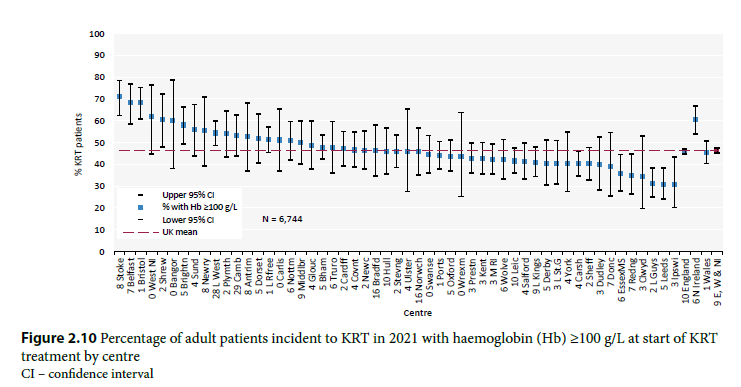 100
90
80
70
60
50
40
30
20
10
0
% KRT patients
Upper 95% CI
% with Hb ≥100 g/L
Lower 95% CI
UK mean
N = 6,744
8 Stoke
7 Belfast
1 Bristol
0 West NI
2 Shrew
0 Bangor
5 Brightn
4 Sund
8 Newry
28 L West
2 Plymth
29 Camb
8 Antrim
5 Dorset
1 L Rfree
0 Carlis
6 Nottm
9 Middlbr
4 Glouc
5 Bham
6 Truro
2 Cardff
4 Covnt
2 Newc
16 Bradfd
10 Hull
2 Stevng
4 Ulster
16 Norwch
0 Swanse
1 Ports
5 Oxford
0 Wrexm
3 Prestn
3 Kent
3 M RI
6 Wolve
10 Leic
4 Salford
9 L Kings
5 Derby
3 L St.G
4 York
4 Carsh
2 Sheff
3 Dudley
7 Donc
6 EssexMS
7 Redng
3 Clwyd
2 L Guys
5 Leeds
3 Ipswi
10 England
6 N Ireland
1 Wales
9 E, W & NI
Centre
Figure 2.10 Percentage of adult patients incident to KRT in 2021 with haemoglobin (Hb) ≥100 g/L at start of KRT
treatment by centre
CI – confidence interval